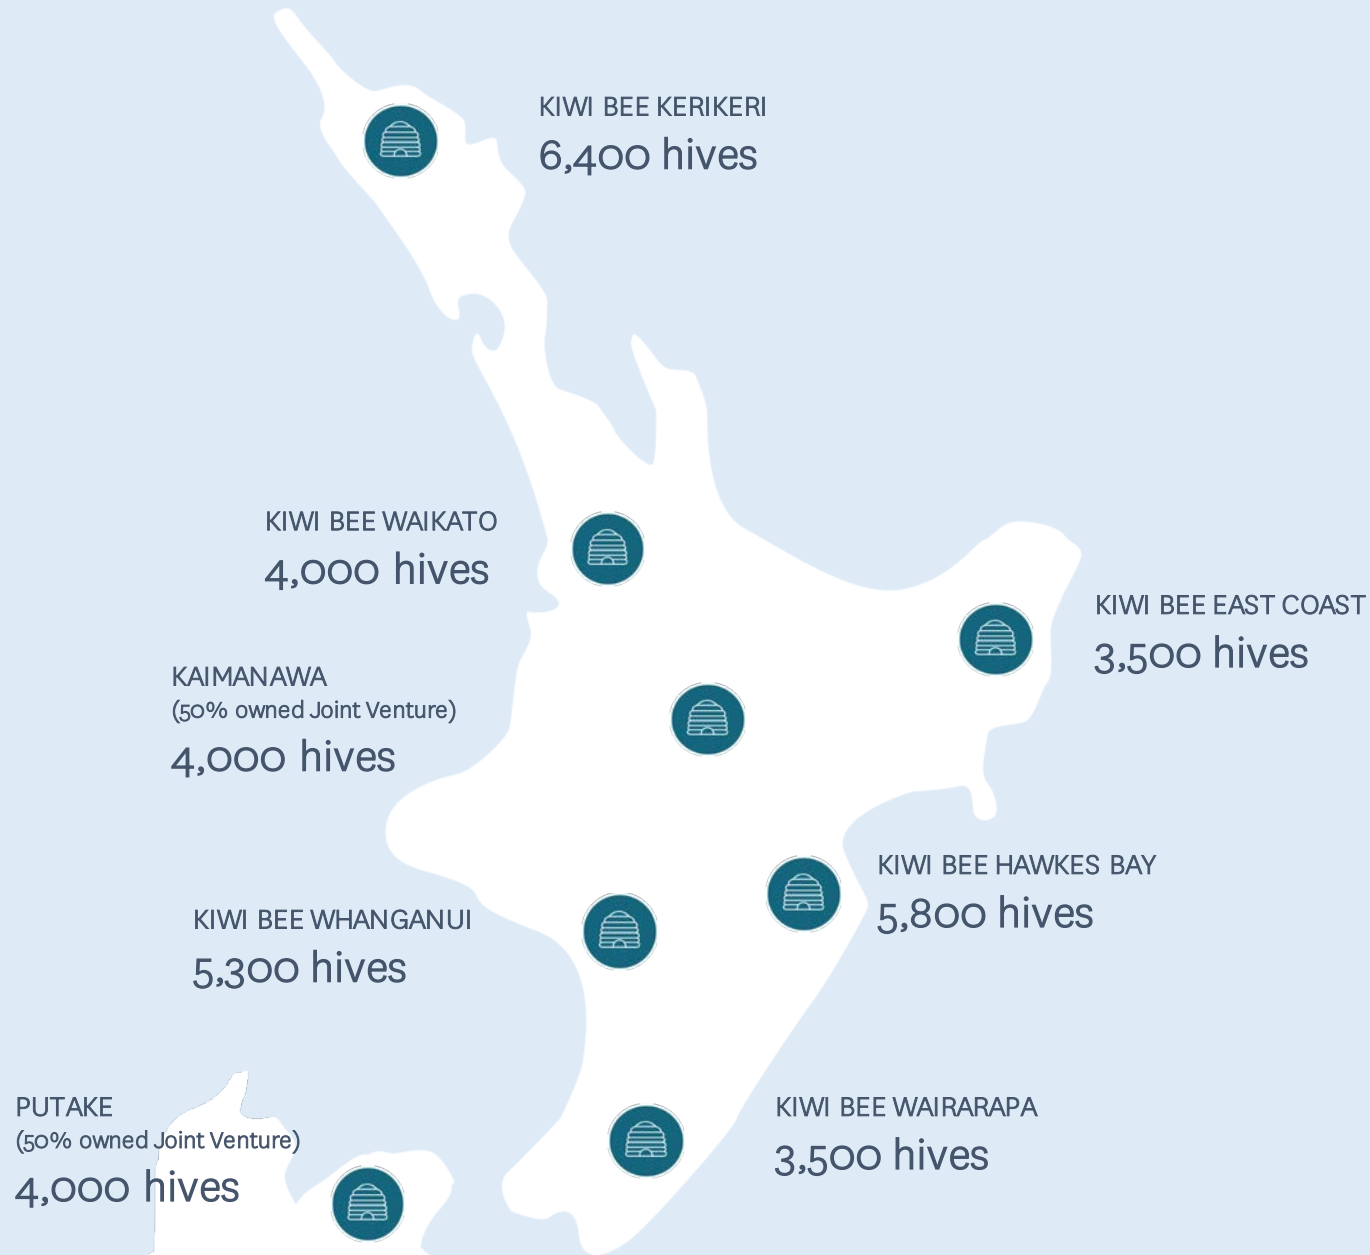 KIWI BEE KERIKERI
6,400 hives
KIWI BEE WAIKATO
4,000 hives
KIWI BEE EAST COAST
3,500 hives
KAIMANAWA
(50% owned Joint Venture)
4,000 hives
KIWI BEE HAWKES BAY
5,800 hives
KIWI BEE WHANGANUI
5,300 hives
PUTAKE
(50% owned Joint Venture)
4,000 hives
KIWI BEE WAIRARAPA
3,500 hives